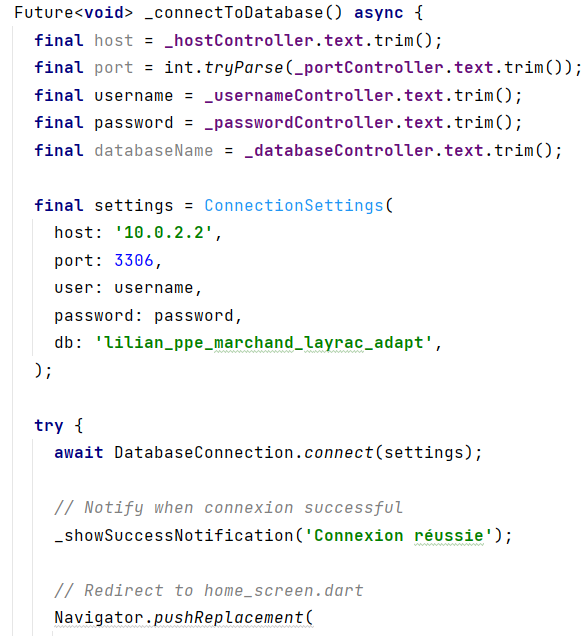 Future<void> _connectToDatabase() async {
final host = _hostController.text.trim();
final port = int.tryParse(_portController.text.trim());
final username = _usernameController.text.trim();
final password = _passwordController.text.trim();
final databaseName = _databaseController.text.trim();
final settings = ConnectionSettings(
host: '10.0.2.2',
port: 3306,
user: username,
password: password,
db: 'lilian_ppe_marchand_layrac_adapt',
);
try {
await DatabaseConnection.connect(settings);
// Notify when connexion successful
_showSuccessNotification('Connexion réussie');
// Redirect to home_screen.dart
Navigator.pushReplacement(